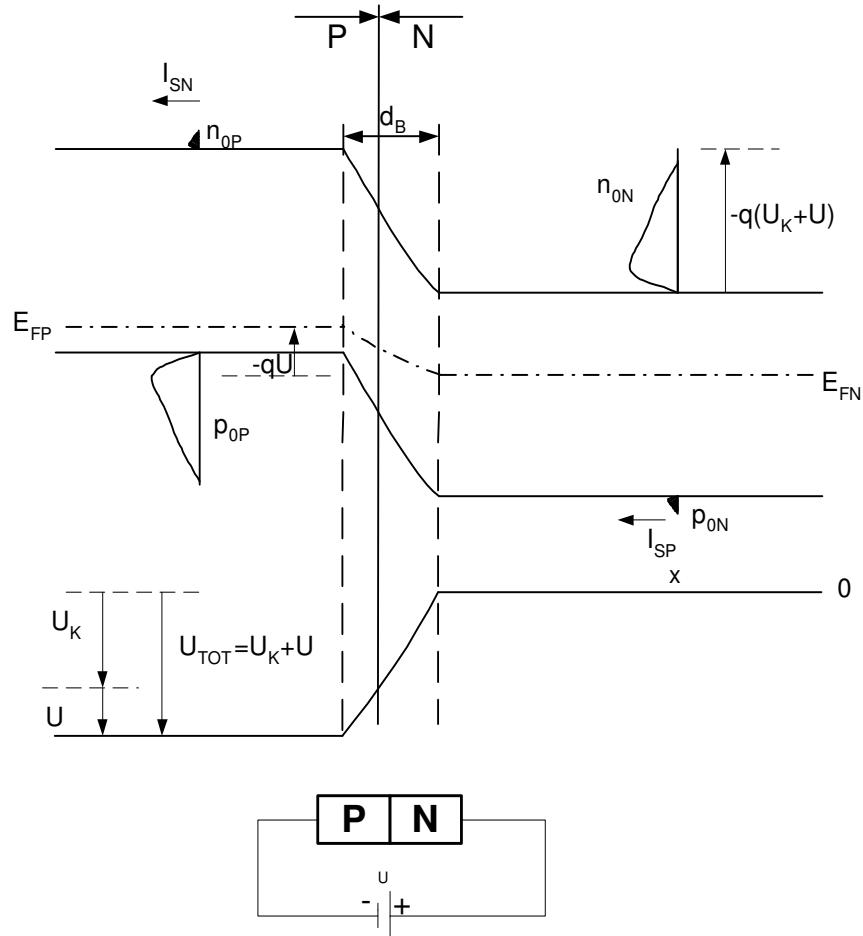 P N
I_SN
n_0P
d_B
n_0N
-q(U_K+U)
E_FP
-qU
E_FN
p_0P
p_0N
I_SP
x
0
U_K
U_TOT=U_K+U
U
P N
U
- +